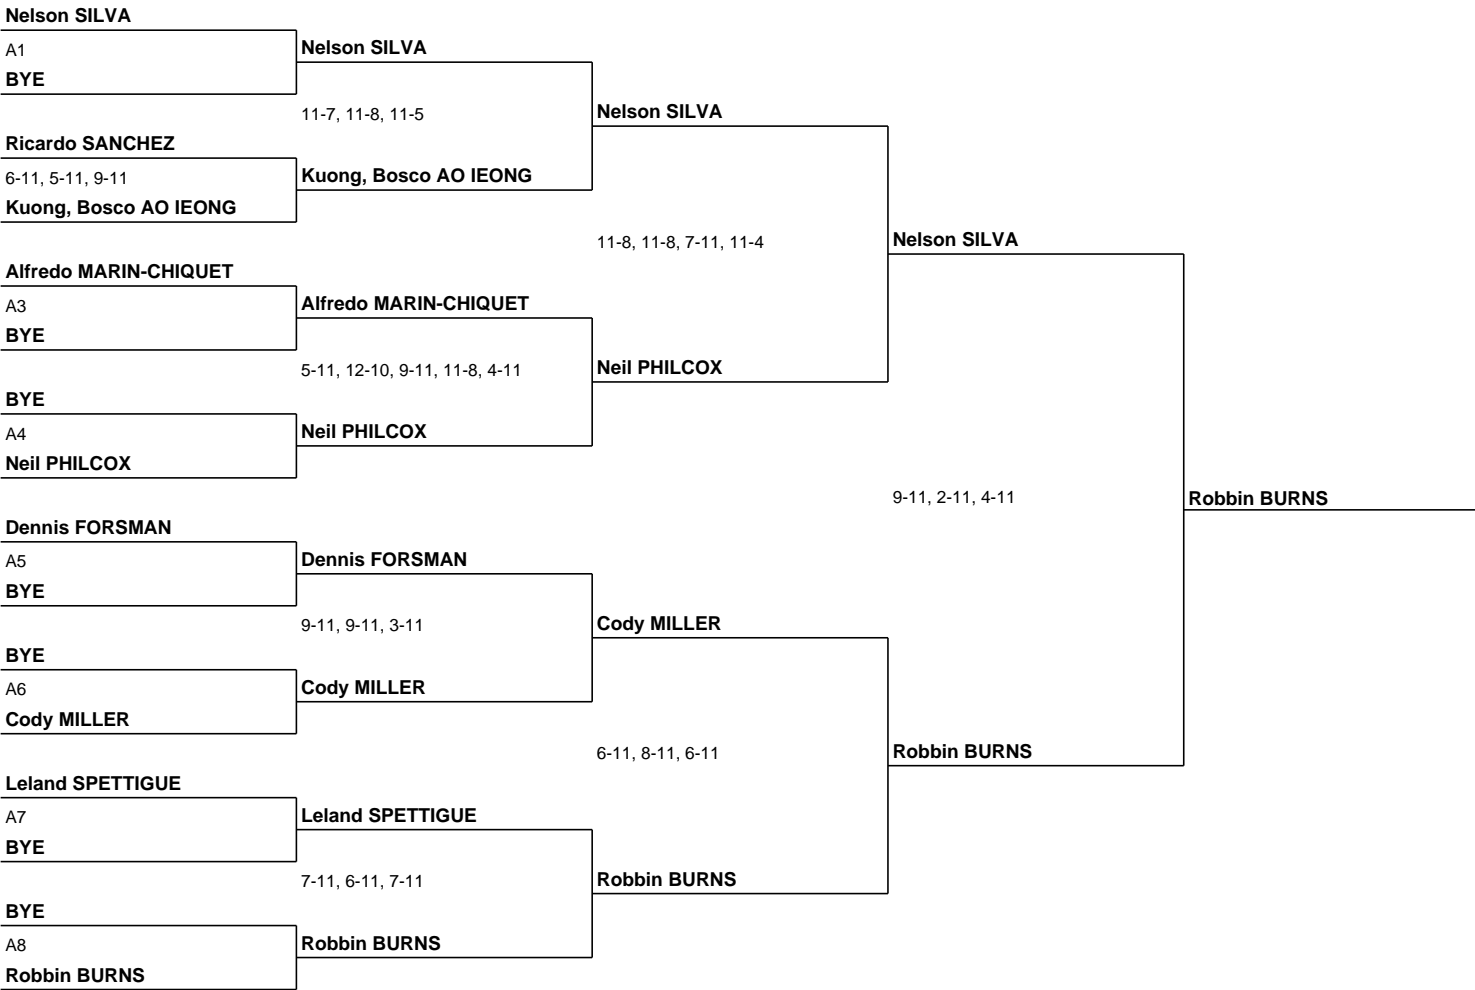 Nelson SILVA
A1
BYE
Ricardo SANCHEZ
6-11, 5-11, 9-11
Kuong, Bosco AO IEONG
Alfredo MARIN-CHIQUET
A3
BYE
BYE
A4
Neil PHILCOX
Dennis FORSMAN
A5
BYE
BYE
A6
Cody MILLER
Leland SPETTIGUE
A7
BYE
BYE
A8
Robbin BURNS
Nelson SILVA
11-7, 11-8, 11-5
Kuong, Bosco AO IEONG
Alfredo MARIN-CHIQUET
5-11, 12-10, 9-11, 11-8, 4-11
Neil PHILCOX
Dennis FORSMAN
9-11, 9-11, 3-11
Cody MILLER
Leland SPETTIGUE
7-11, 6-11, 7-11
Robbin BURNS
Nelson SILVA
11-8, 11-8, 7-11, 11-4
Neil PHILCOX
Cody MILLER
6-11, 8-11, 6-11
Robbin BURNS
Nelson SILVA
9-11, 2-11, 4-11
Robbin BURNS
Robbin BURNS